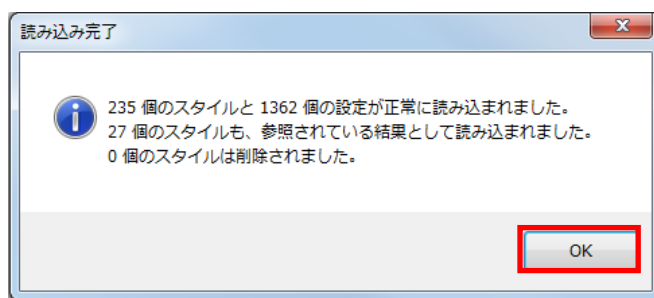 読み込み完了
235 個のスタイルと 1362 個の設定が正常に読み込まれました。
27 個のスタイルも、参照されている結果として読み込まれました。
0 個のスタイルは削除されました。
OK